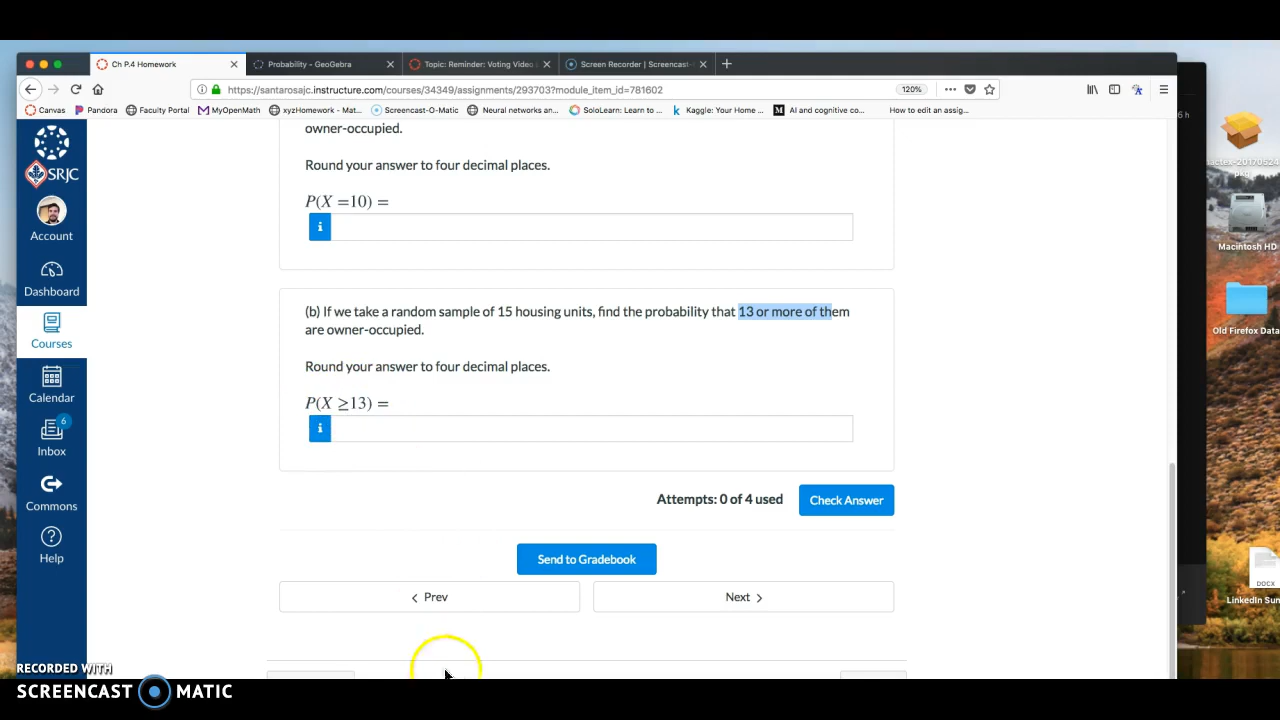 Ch P.4 Homework
Probability - GeoGebra
Topic: Reminder: Voting Video
Screen Recorder | Screencast-
https://santarosajc.instructure.com/courses/34349/assignments/293703?module_item_id=781602
120%
Canvas
Pandora
Faculty Portal
MyOpenMath
xyzHomework - Mat...
Screencast-O-Matic
Neural networks an...
SoloLearn: Learn to ...
Kaggle: Your Home ...
AI and cognitive co...
How to edit an assig...
SRJC
Account
Dashboard
Courses
Calendar
6
Inbox
Commons
Help
owner-occupied.
Round your answer to four decimal places.
P(X =10) =
i
(b) If we take a random sample of 15 housing units, find the probability that 13 or more of them
are owner-occupied.
Round your answer to four decimal places.
P(X ≥13) =
i
Attempts: 0 of 4 used
Check Answer
Send to Gradebook
Prev
Next
6 h
pkg
Macintosh HD
Old Firefox Data
DOCX
LinkedIn Sum
RECORDED WITH
SCREENCAST MATIC